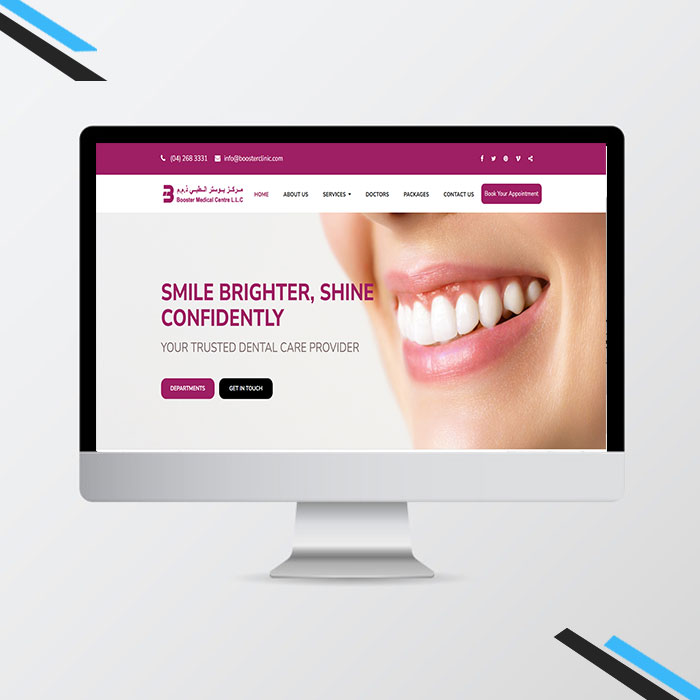 (04) 268 3331 info@boosterclinic.com
مركز بوستر الطبي ذ.م.م
Booster Medical Centre L.L.C
HOME ABOUT US SERVICES DOCTORS PACKAGES CONTACT US Book Your Appointment
SMILE BRIGHTER, SHINE
CONFIDENTLY
YOUR TRUSTED DENTAL CARE PROVIDER
DEPARTMENTS GET IN TOUCH